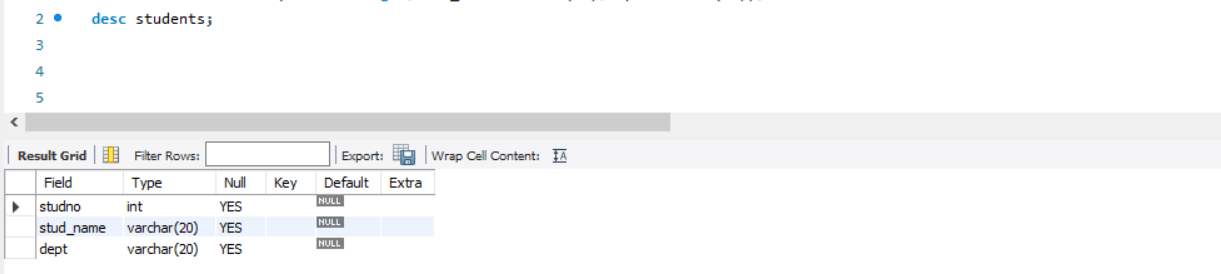 2 desc students;
3
4
5
Result Grid Filter Rows: Export: Wrap Cell Content: IA
Field Type Null Key Default Extra
studno int YES NULL
stud_name varchar(20) YES NULL
dept varchar(20) YES NULL